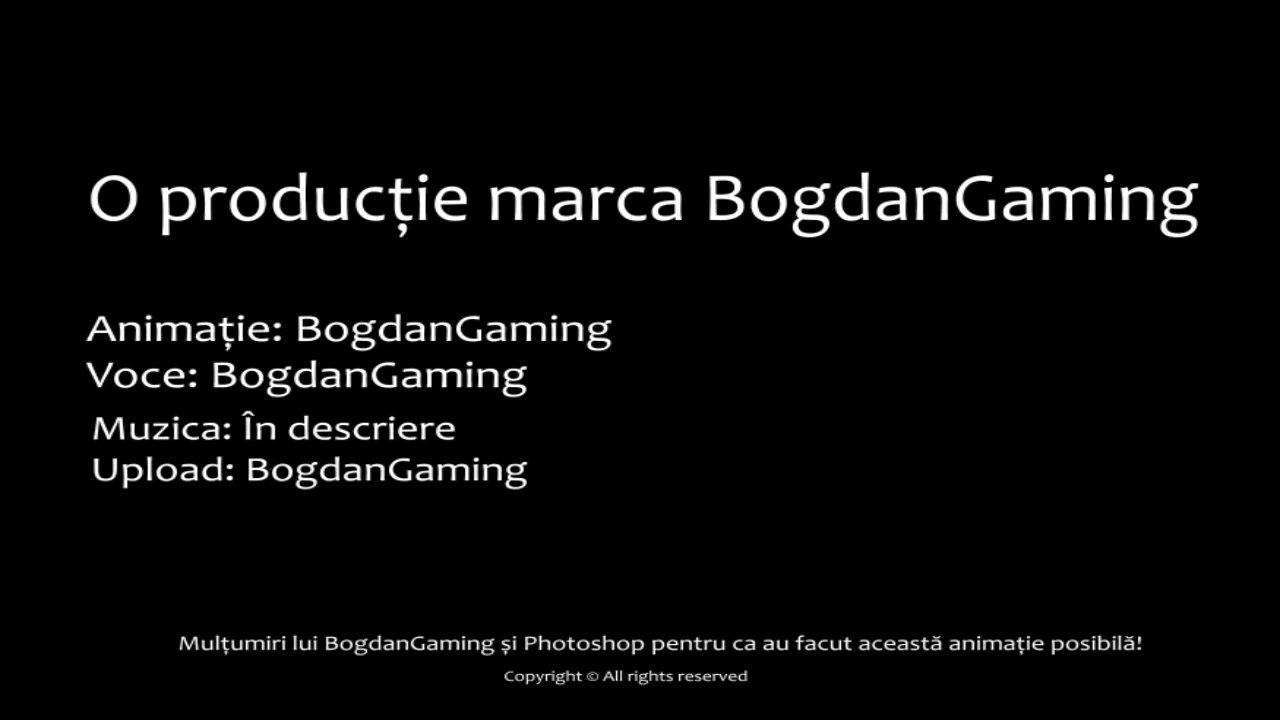 O producție marca BogdanGaming
Animație: BogdanGaming
Voce: BogdanGaming
Muzica: În descriere
Upload: BogdanGaming
Mulțumiri lui BogdanGaming și Photoshop pentru ca au facut această animație posibilă!
Copyright © All rights reserved